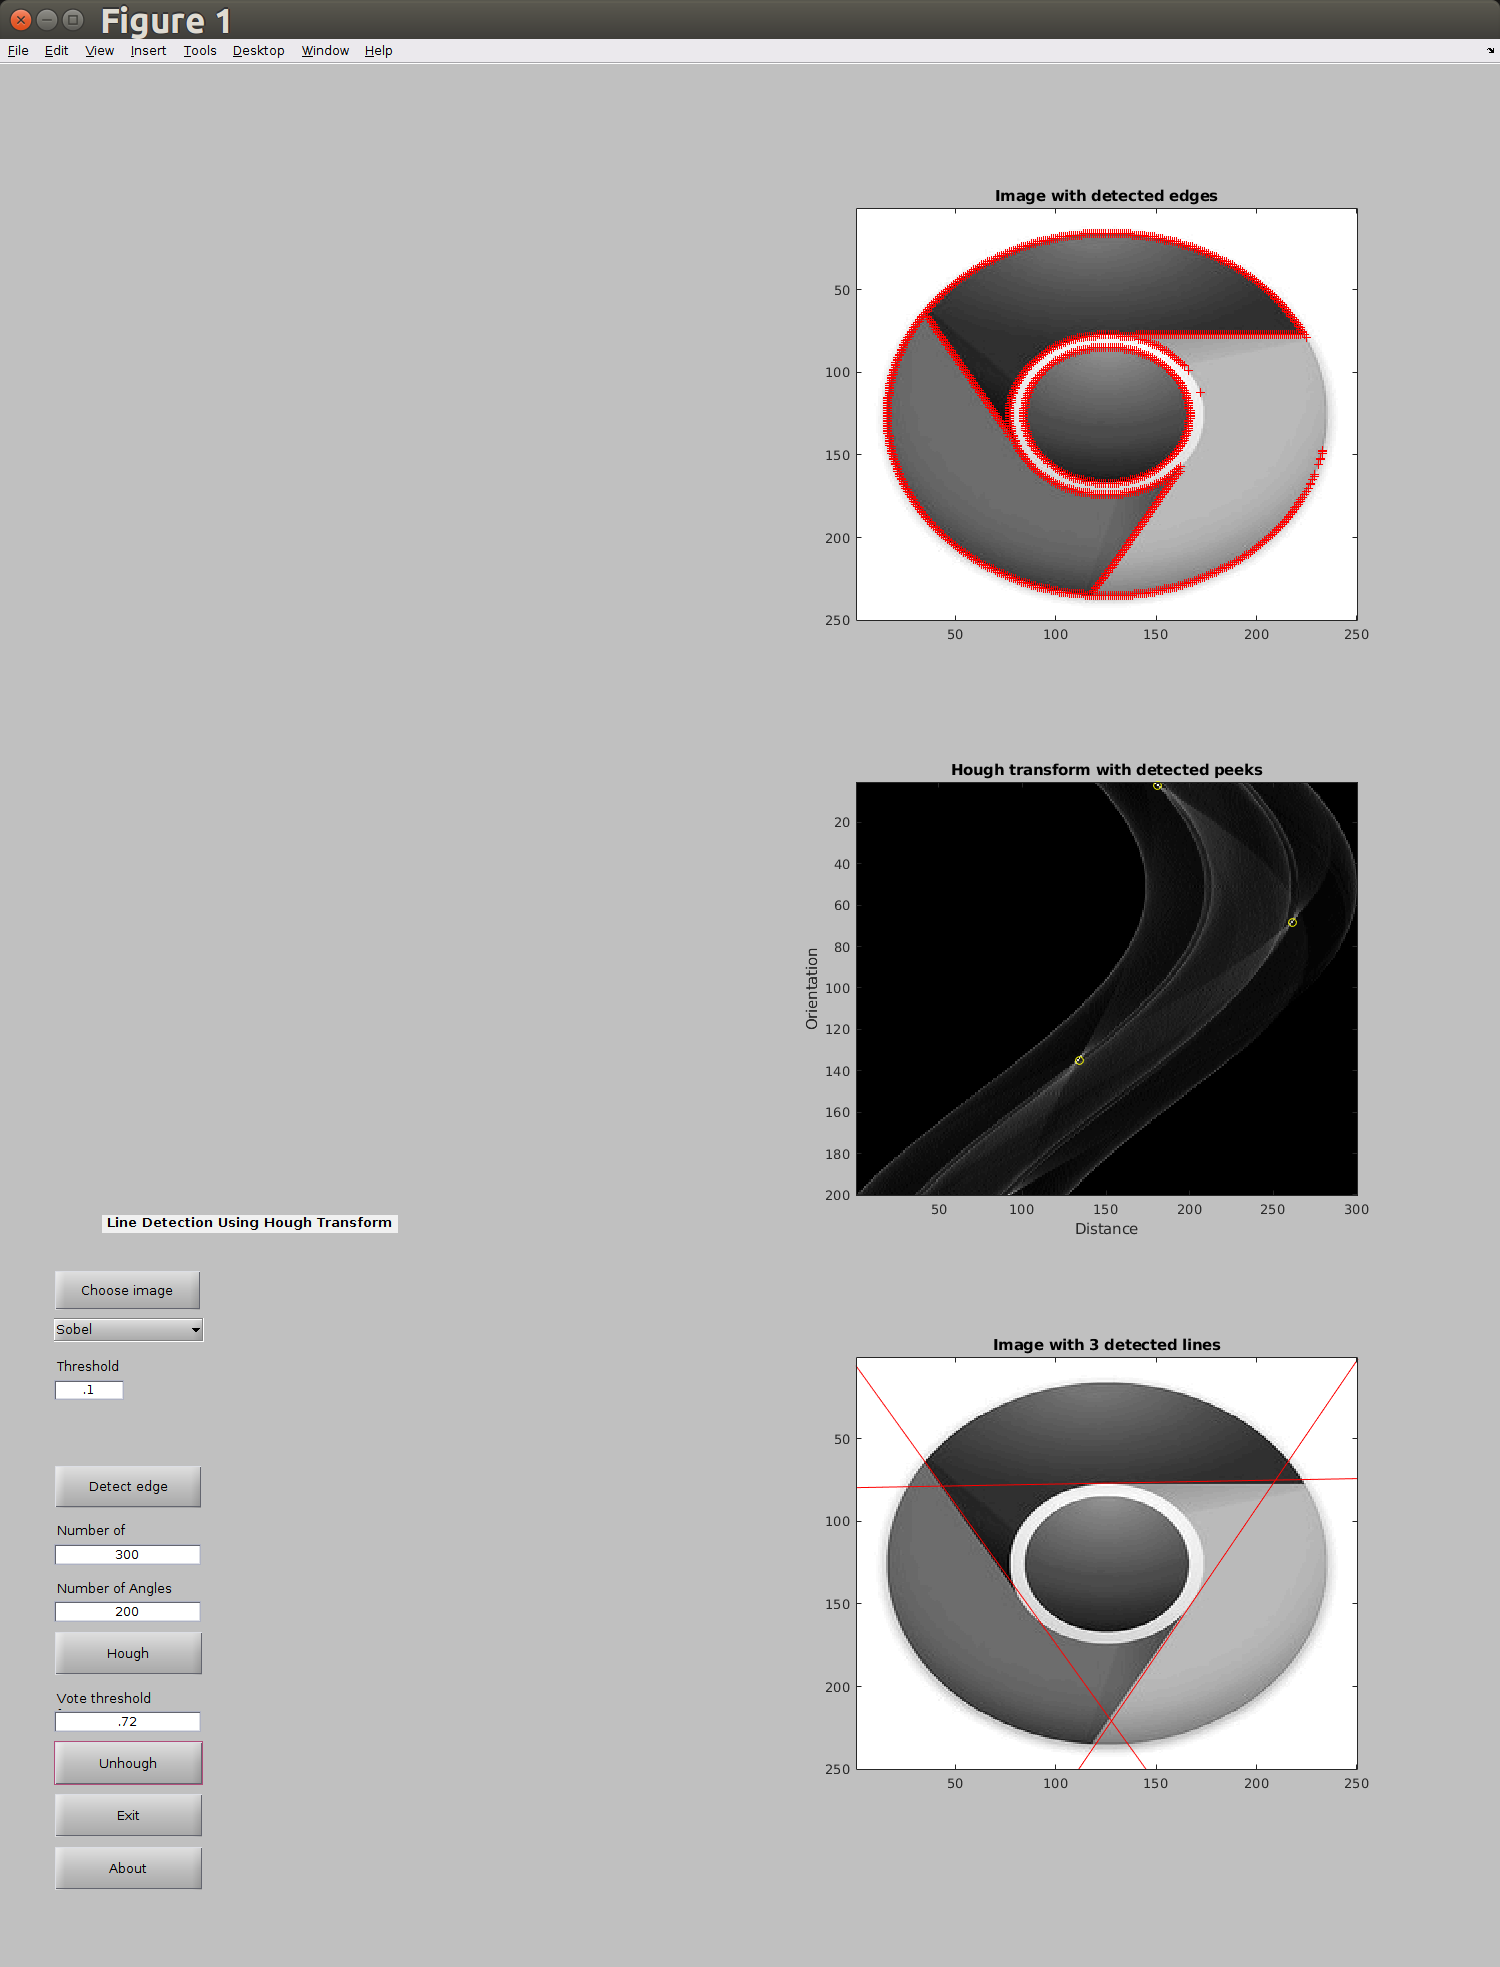 Figure 1
File Edit View Insert Tools Desktop Window Help
Image with detected edges
50
100
150
200
250
50 100 150 200 250
Hough transform with detected peeks
Orientation
20
40
60
80
100
120
140
160
180
200
50 100 150 200 250 300
Distance
Line Detection Using Hough Transform
Choose image
Sobel
Threshold
.1
Detect edge
Number of
300
Number of Angles
200
Hough
Vote threshold
.72
Unhough
Exit
About
Image with 3 detected lines
50
100
150
200
250
50 100 150 200 250